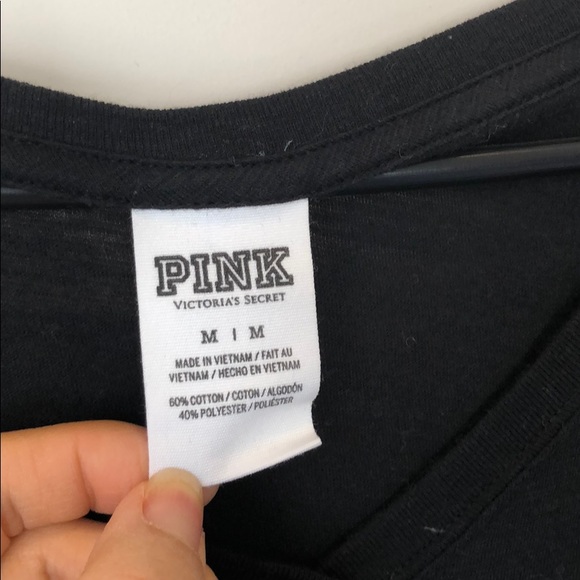 PINK
VICTORIA'S SECRET
M | M
MADE IN VIETNAM / FAIT AU
VIETNAM / HECHO EN VIETNAM
60% COTTON / COTON / ALGODÓN
40% POLYESTER / POLIÉSTER